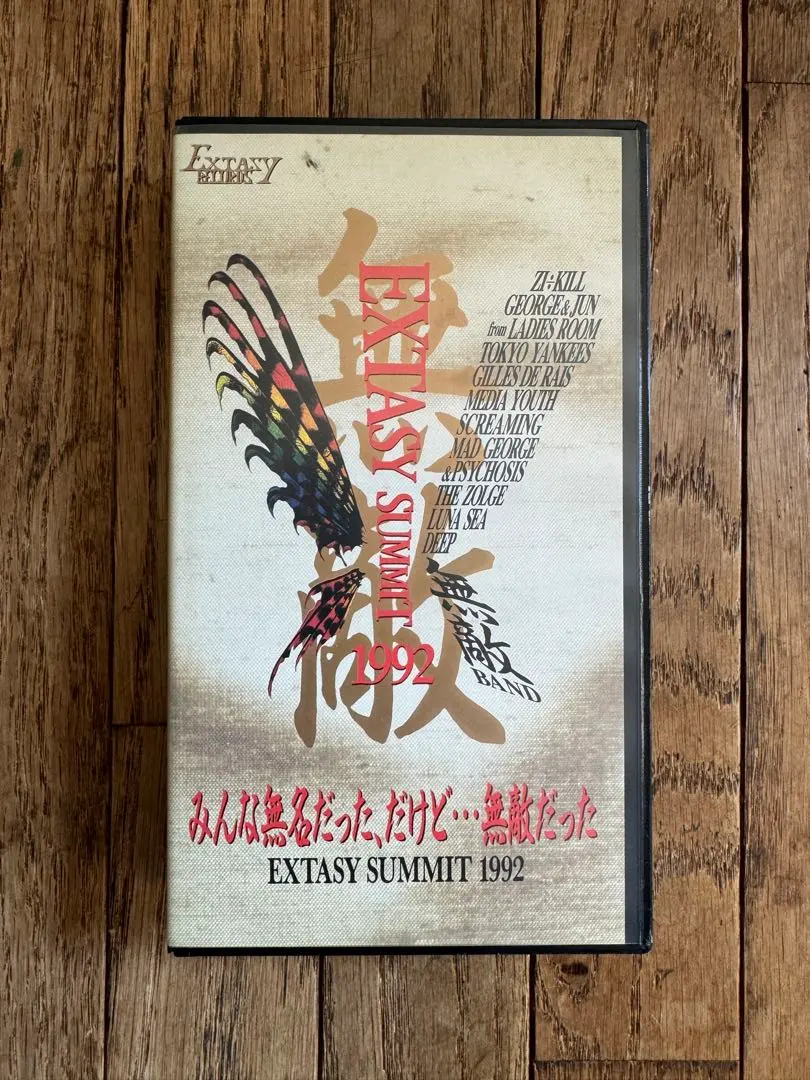 EXTASY
RECORDS
無敵
EXTASY SUMMIT 1992
ZI÷KILL
GEORGE & JUN
from LADIES ROOM
TOKYO YANKEES
GILLES DE RAIS
MEDIA YOUTH
SCREAMING
MAD GEORGE
& PSYCHOSIS
THE ZOLGE
LUNA SEA
DEEP
無敵
BAND
みんな無名だった、だけど…無敵だった
EXTASY SUMMIT 1992